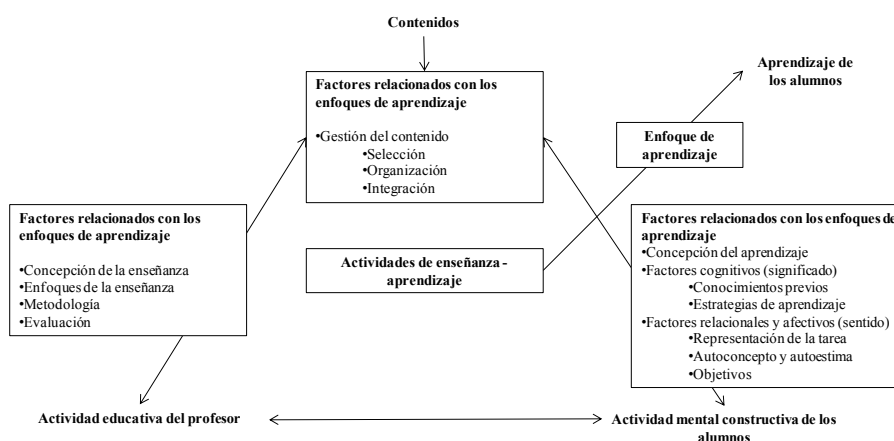 Contenidos
Aprendizaje de
los alumnos
Factores relacionados con los
enfoques de aprendizaje
•Gestión del contenido
•Selección
•Organización
•Integración
Enfoque de
aprendizaje
Factores relacionados con los
enfoques de aprendizaje
•Concepción de la enseñanza
•Enfoques de la enseñanza
•Metodología
•Evaluación
Actividades de enseñanza -
aprendizaje
Factores relacionados con los enfoques de
aprendizaje
•Concepción del aprendizaje
•Factores cognitivos (significado)
•Conocimientos previos
•Estrategias de aprendizaje
•Factores relacionales y afectivos (sentido)
•Representación de la tarea
•Autoconcepto y autoestima
•Objetivos
Actividad educativa del profesor
Actividad mental constructiva de los
alumnos